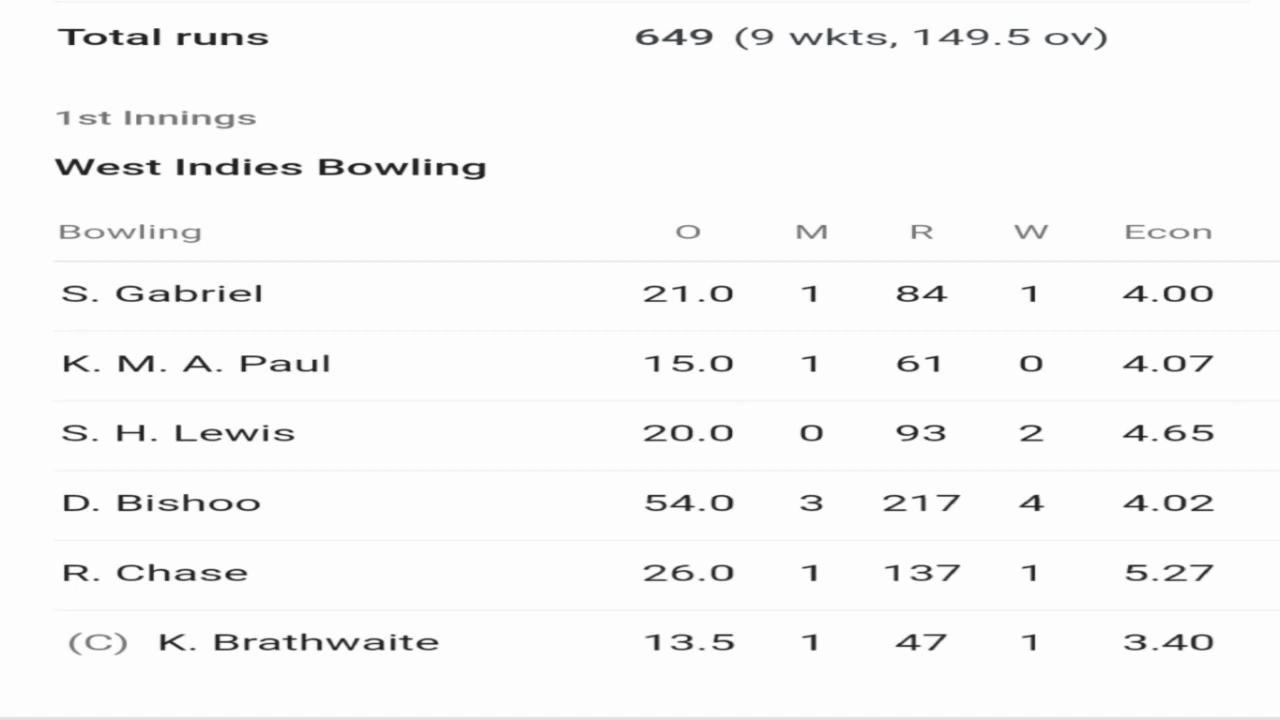 Total runs 649 (9 wkts, 149.5 ov)
1st Innings
West Indies Bowling
Bowling O M R W Econ
S. Gabriel 21.0 1 84 1 4.00
K. M. A. Paul 15.0 1 61 0 4.07
S. H. Lewis 20.0 0 93 2 4.65
D. Bishoo 54.0 3 217 4 4.02
R. Chase 26.0 1 137 1 5.27
(C) K. Brathwaite 13.5 1 47 1 3.40